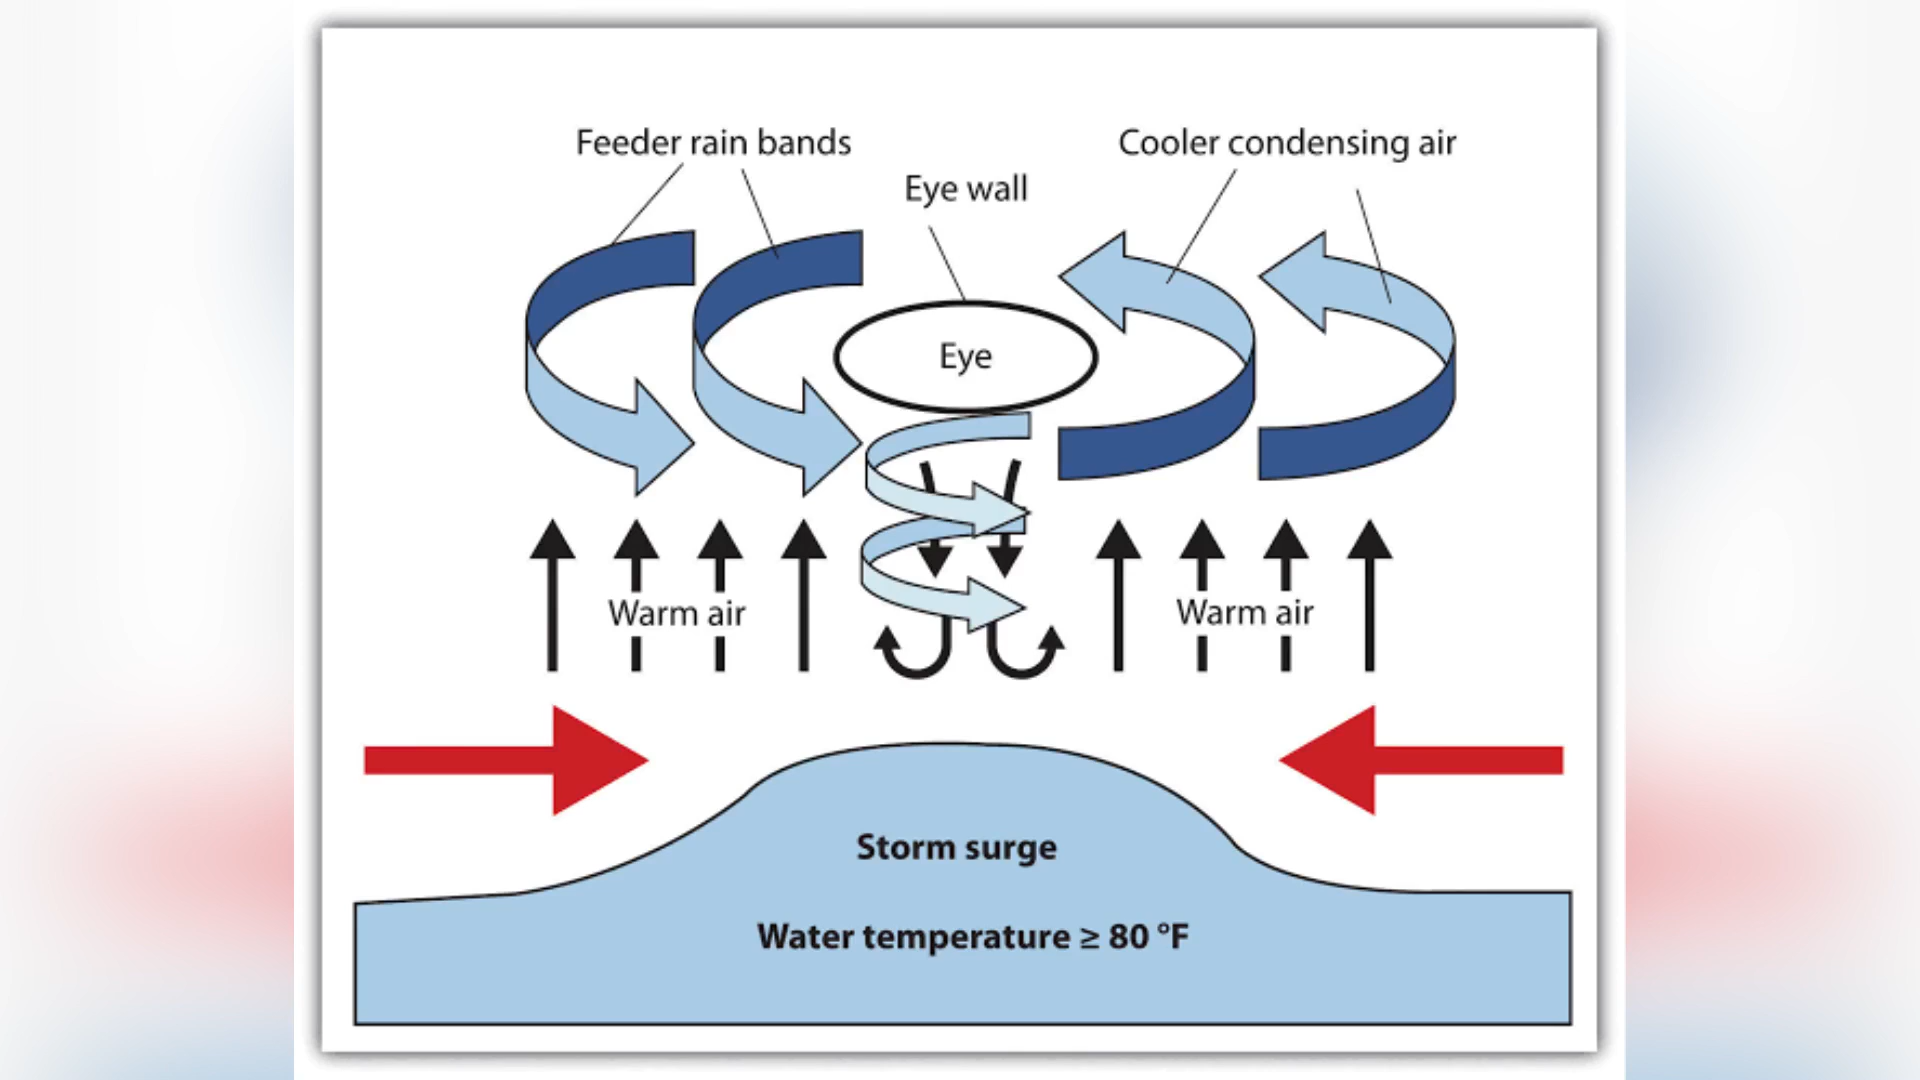 Feeder rain bands
Cooler condensing air
Eye wall
Eye
Warm air
Warm air
Storm surge
Water temperature ≥ 80 °F